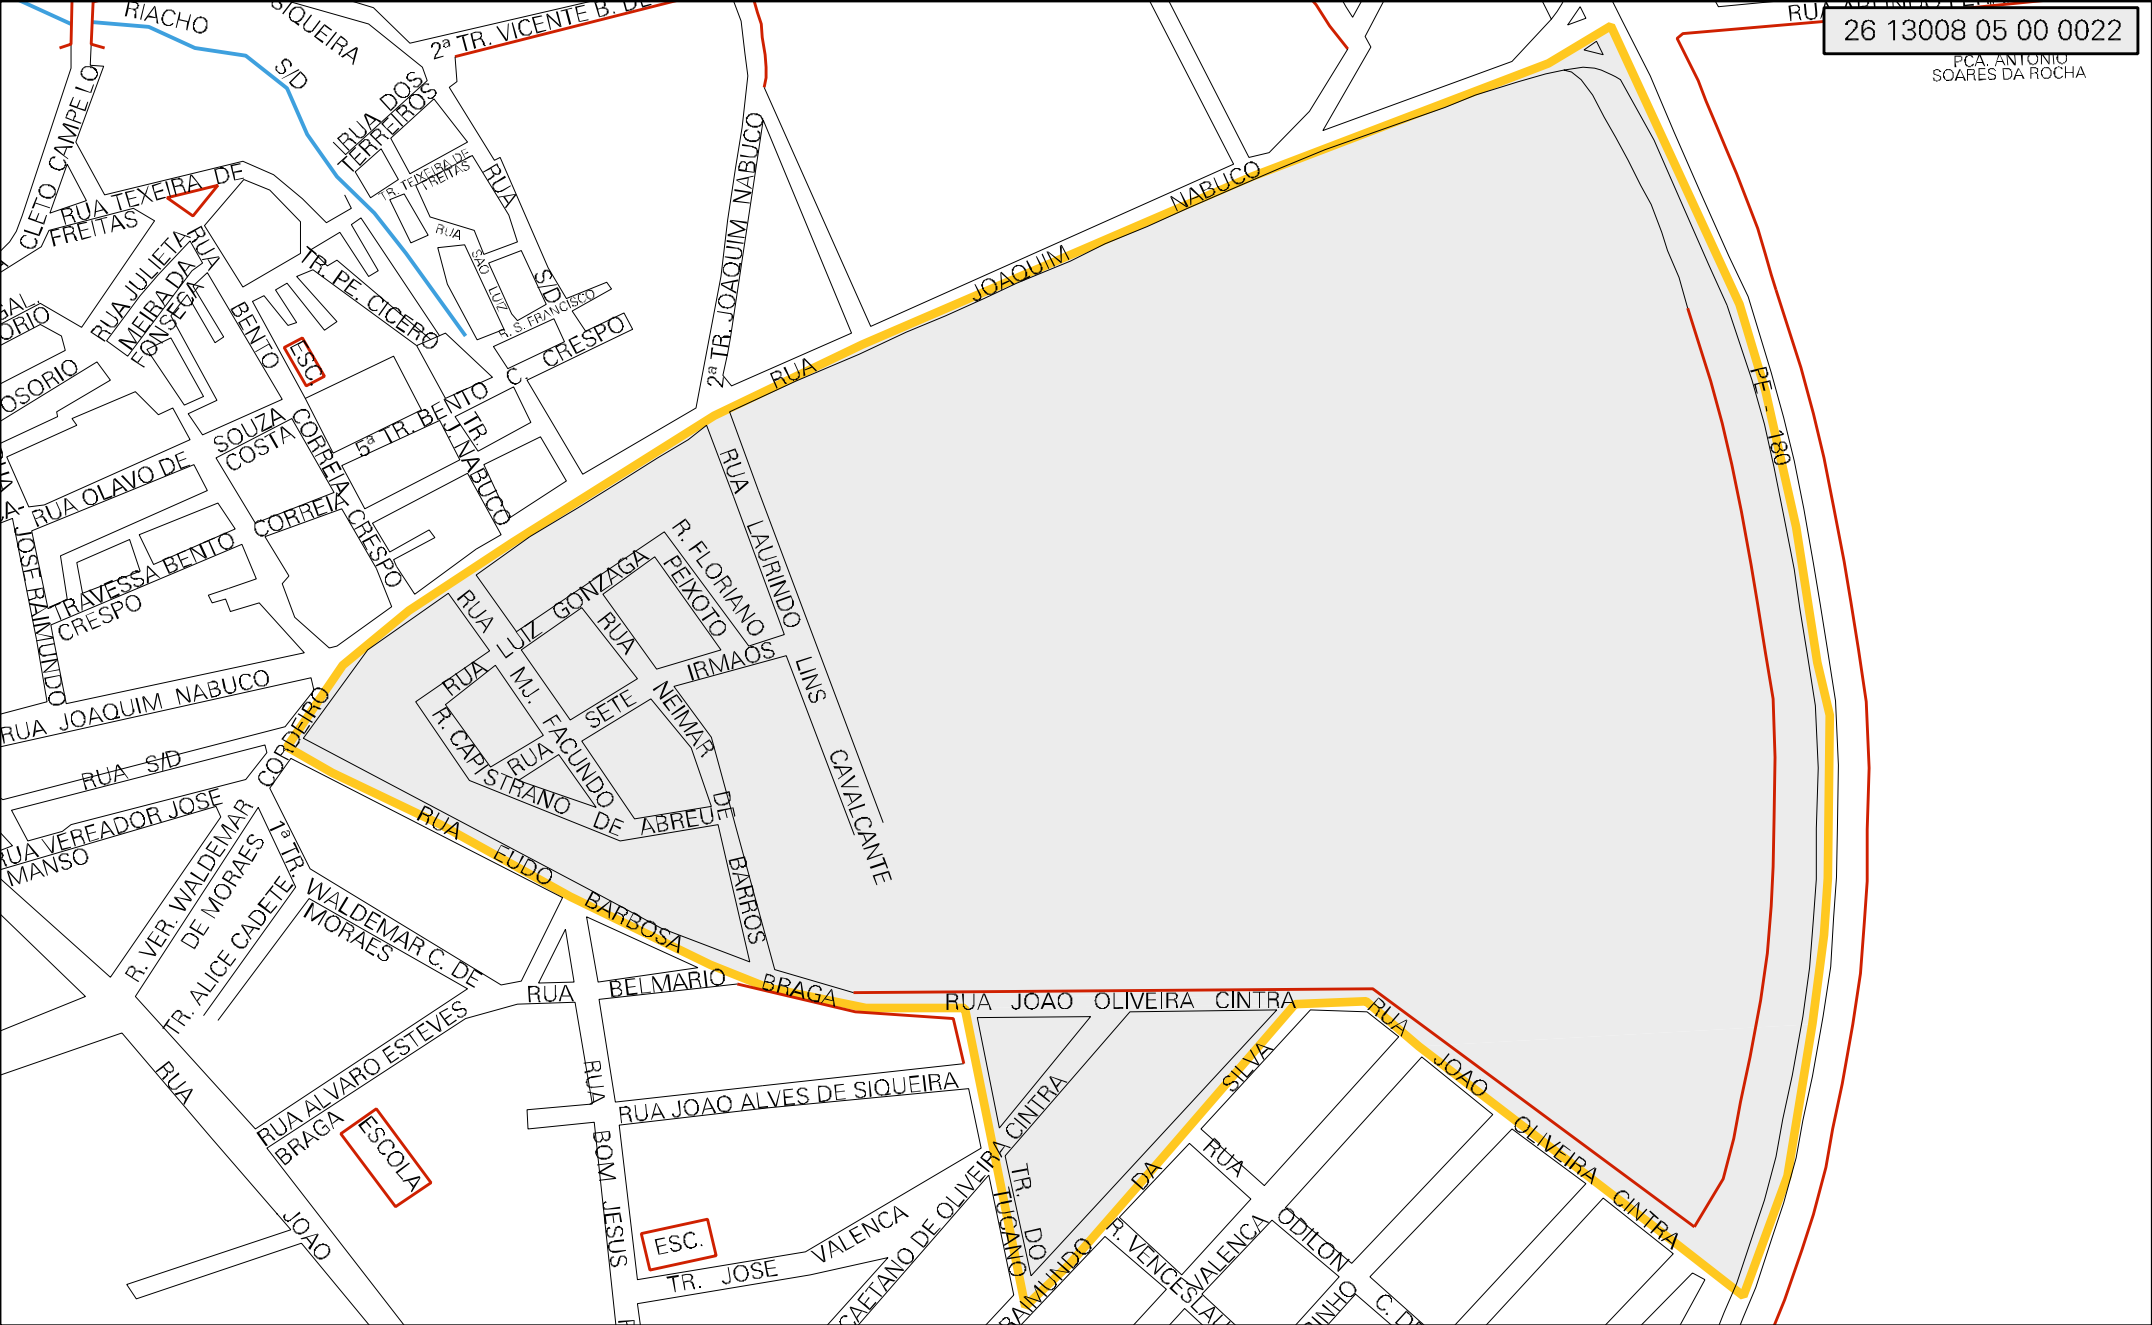 RIACHO
S/D
SIQUEIRA
2ª TR. VICENTE B. DE
26 13008 05 00 0022
PCA. ANTONIO
SOARES DA ROCHA
CLETO CAMPELO
RUA DOS
TERREIROS
TR. TEIXEIRA DE
FREITAS
RUA
S/D
RUA TEXEIRA DE
FREITAS
RUA JULIETA
MEIRA DA
FONSECA
RUA
BENTO
CORREIA
CRESPO
TR. PE. CICERO
RUA
SAO
LUIZ
R. S. FRANCISCO
ESC.
5ª TR. BENTO C CRESPO
TR.
J. NABUCO
2ª TR. JOAQUIM NABUCO
RUA JOAQUIM NABUCO
PE - 180
OSORIO
SOUZA
COSTA
RUA OLAVO DE
TRAVESSA BENTO CORREIA
CRESPO
JOSE RAIMUNDO
RUA LAURINDO LINS CAVALCANTE
R. FLORIANO
PEIXOTO
RUA LUIZ GONZAGA
RUA MJ. FACUNDO
RUA NEIMAR DE BARROS
RUA SETE IRMAOS
R. CAPISTRANO DE ABREU
RUA JOAQUIM NABUCO
RUA S/D
CORDEIRO
RUA VEREADOR JOSE
MANSO
R. VER. WALDEMAR
DE MORAES
1ª TR. WALDEMAR C. DE
MORAES
TR. ALICE CADETE
RUA EUDO BARBOSA BRAGA
RUA BELMARIO
RUA JOAO OLIVEIRA CINTRA
RUA JOAO OLIVEIRA CINTRA
RUA ALVARO ESTEVES
BRAGA
ESCOLA
RUA JOAO
RUA BOM JESUS
RUA JOAO ALVES DE SIQUEIRA
ESC.
TR. JOSE VALENCA
CAETANO DE OLIVEIRA CINTRA
TR. DO
TUCANO
RAIMUNDO DA SILVA
RUA ODILON
C. DE
R. VENCESLAU
VALENCA